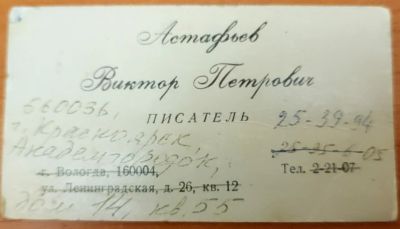 Астафьев
Виктор Петрович
660036,
ПИСАТЕЛЬ 25-39-94
г. Красноярск,
Академгородок,
г. Вологда, 160004, Тел. 2-21-07
ул. Ленинградская, д. 26, кв. 12
дом 14 кв. 55